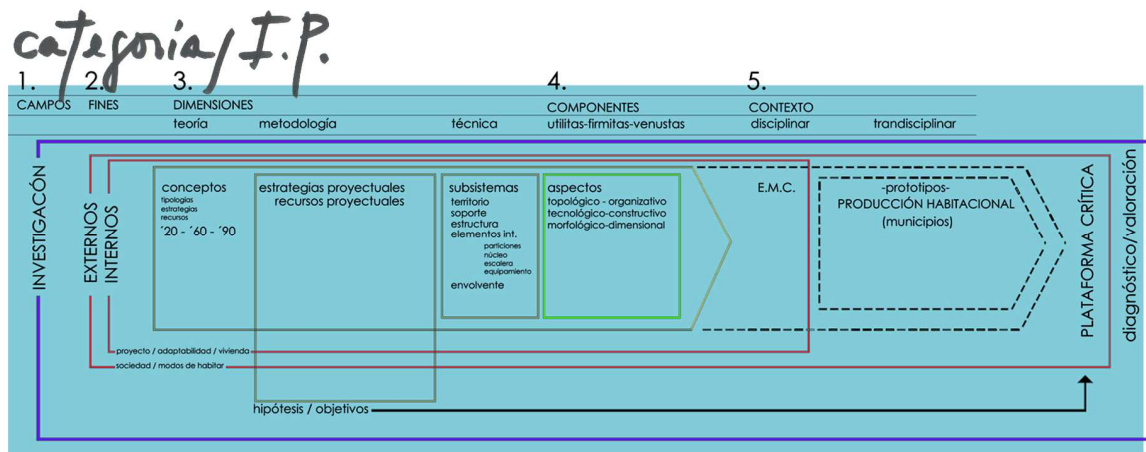 categoria/I.P.
1. 2. 3. 4. 5.
CAMPOS FINES DIMENSIONES COMPONENTES CONTEXTO
teoría metodología técnica utilitas-firmitas-venustas disciplinar trandisciplinar
INVESTIGACÓN
EXTERNOS
INTERNOS
conceptos
tipologías
estrategias
recursos
´20 - ´60 - ´90
estrategias proyectuales
recursos proyectuales
subsistemas
territorio
soporte
estructura
elementos int.
particiones
núcleo
escalera
equipamiento
envolvente
aspectos
topológico - organizativo
tecnológico-constructivo
morfológico-dimensional
E.M.C.
-prototipos-
PRODUCCIÓN HABITACIONAL
(municipios)
PLATAFORMA CRÍTICA
diagnóstico/valoración
proyecto / adaptabilidad / vivienda
sociedad / modos de habitar
hipótesis / objetivos